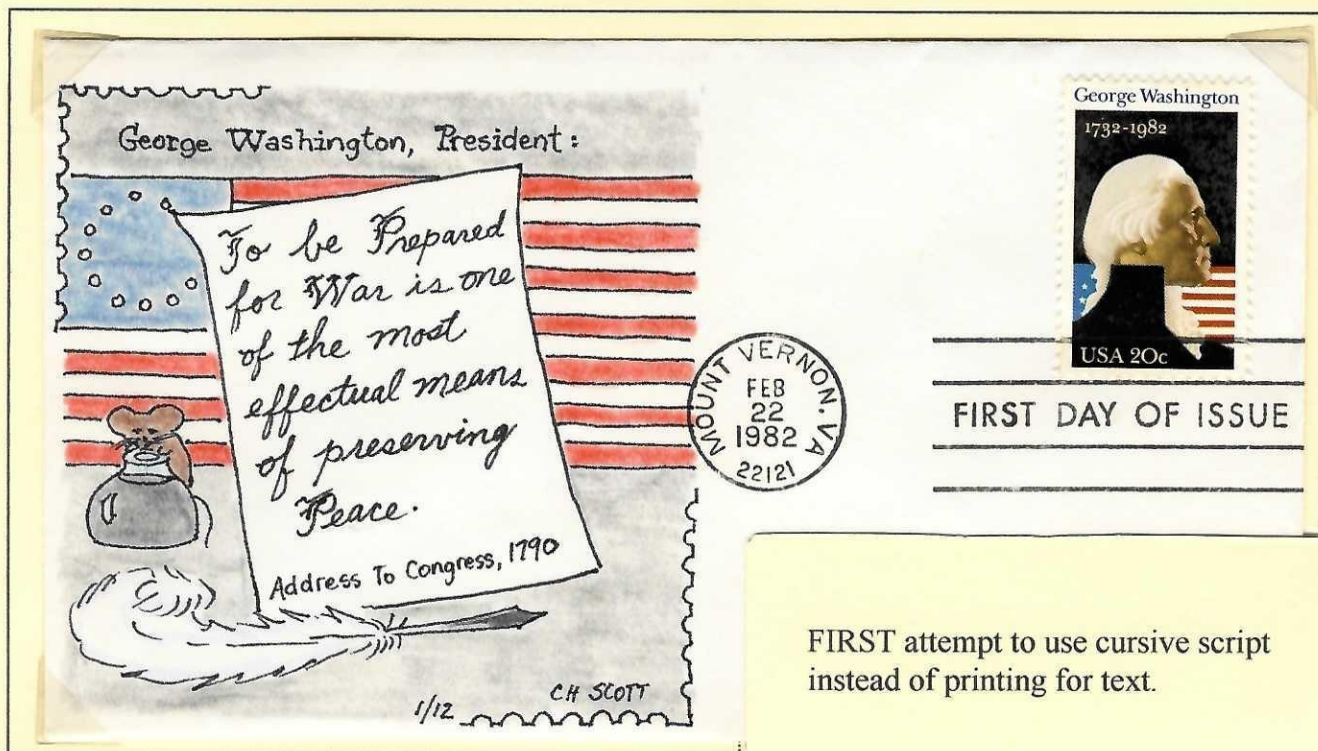 George Washington, President:
To be Prepared
for War is one
of the most
effectual means
of preserving
Peace.
Address To Congress, 1790
CH SCOTT
1/12
George Washington
1732-1982
USA 20c
MOUNT VERNON, VA
FEB
22
1982
22121
FIRST DAY OF ISSUE
FIRST attempt to use cursive script
instead of printing for text.